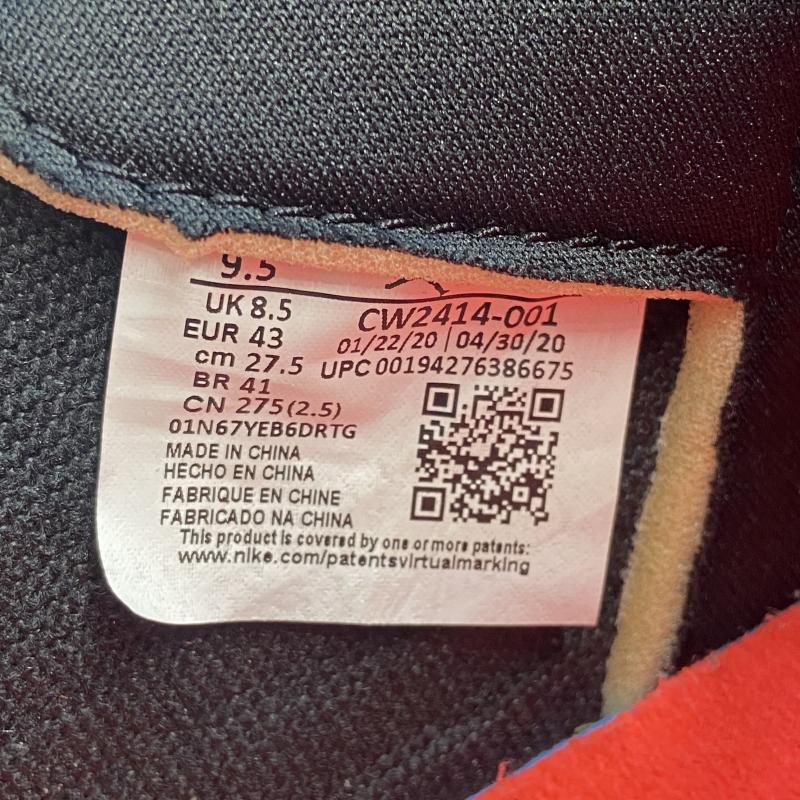 9.5
UK 8.5
EUR 43
cm 27.5
BR 41
CN 275(2.5)
01N67YEB6DRTG
CW2414-001
01/22/20 | 04/30/20
UPC 00194276386675
MADE IN CHINA
HECHO EN CHINA
FABRIQUE EN CHINE
FABRICADO NA CHINA
This product is covered by one or more patents:
www.nike.com/patentsvirtualmarking